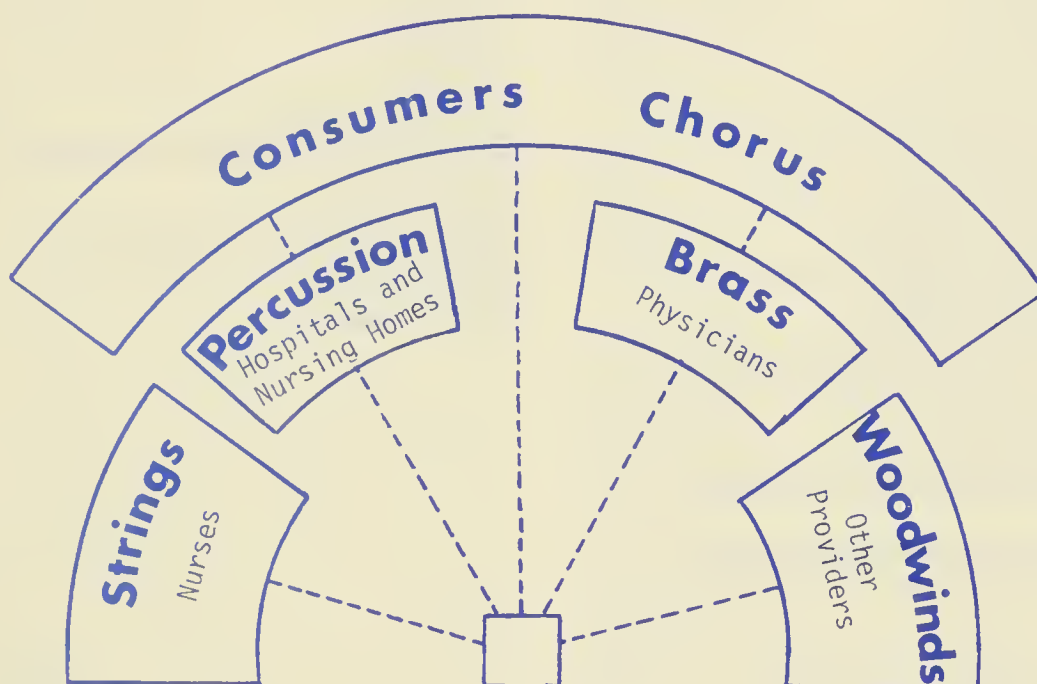 Consumers Chorus
Percussion
Hospitals and
Nursing Homes
Brass
Physicians
Strings
Nurses
Woodwinds
Other
Providers